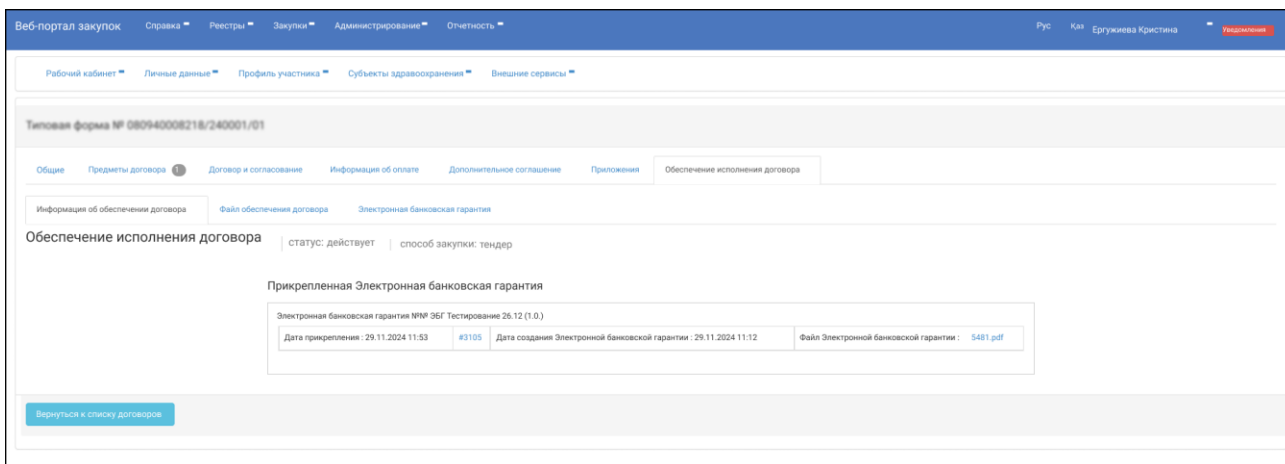 Веб-портал закупок Справка Реестры Закупки Администрирование Отчетность Рус Қаз Ергужиева Кристина Уведомления
Рабочий кабинет Личные данные Профиль участника Субъекты здравоохранения Внешние сервисы
Типовая форма № 080940008218/240001/01
Общие Предметы договора 1 Договор и согласование Информация об оплате Дополнительное соглашение Приложения Обеспечение исполнения договора
Информация об обеспечении договора Файл обеспечения договора Электронная банковская гарантия
Обеспечение исполнения договора статус: действует способ закупки: тендер
Прикрепленная Электронная банковская гарантия
Электронная банковская гарантия №№ ЭБГ Тестирование 26.12 (1.0.)
Дата прикрепления : 29.11.2024 11:53 #3105 Дата создания Электронной банковской гарантии : 29.11.2024 11:12 Файл Электронной банковской гарантии : 5481.pdf
Вернуться к списку договоров